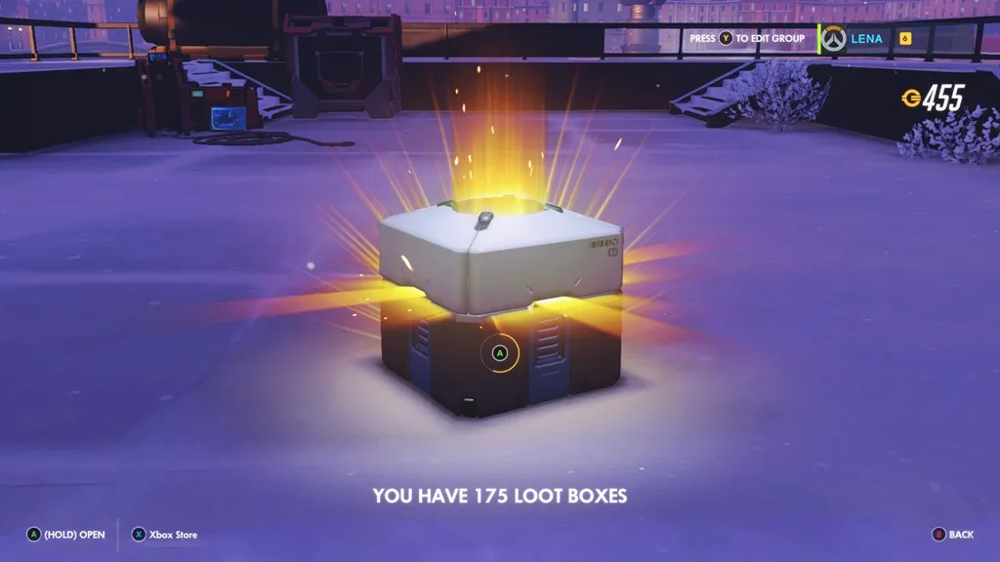 PRESS Y TO EDIT GROUP
LENA
6
455
YOU HAVE 175 LOOT BOXES
A
A (HOLD) OPEN
X Xbox Store
B BACK